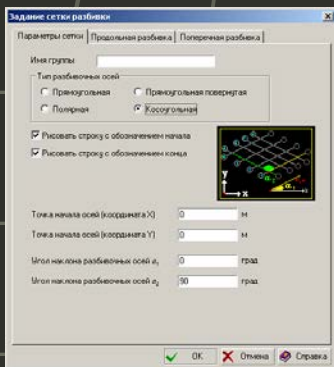 Задание сетки разбивки
Параметры сетки Продольная разбивка Поперечная разбивка
Имя группы
Тип разбивочных осей
Прямоугольная Прямоугольная повернутая
Полярная Косоугольная
Рисовать строку с обозначением начала
Рисовать строку с обозначением конца
y
x
Точка начала осей (координата X) 0 м
Точка начала осей (координата Y) 0 м
Угол наклона разбивочных осей a₁ 0 град
Угол наклона разбивочных осей a₂ 90 град
OK Отмена Справка